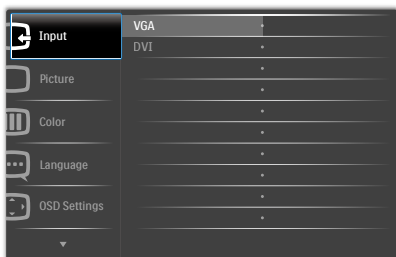 Input
Picture
Color
Language
OSD Settings
VGA
DVI